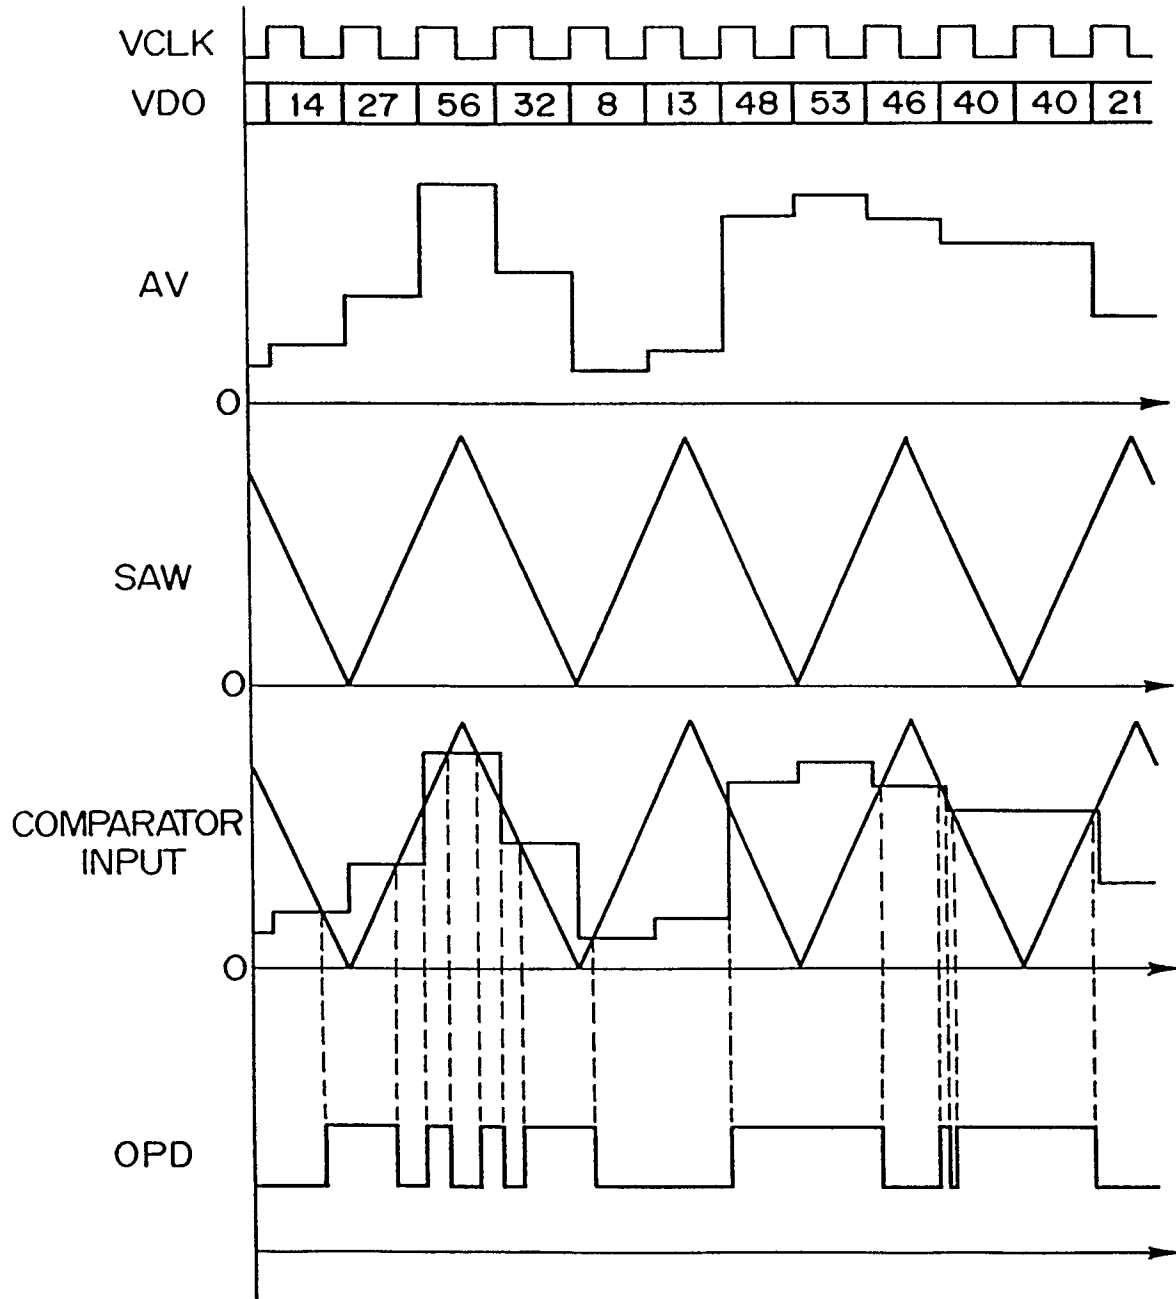 VCLK
VDO 14 27 56 32 8 13 48 53 46 40 40 21
AV
0
SAW
0
COMPARATOR
INPUT
0
OPD